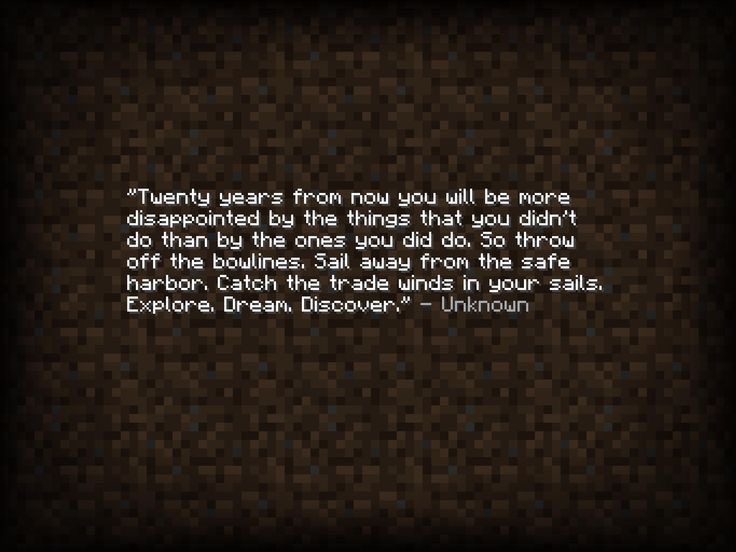 "Twenty years from now you will be more
disappointed by the things that you didn't
do than by the ones you did do. So throw
off the bowlines. Sail away from the safe
harbor. Catch the trade winds in your sails.
Explore. Dream. Discover." - Unknown